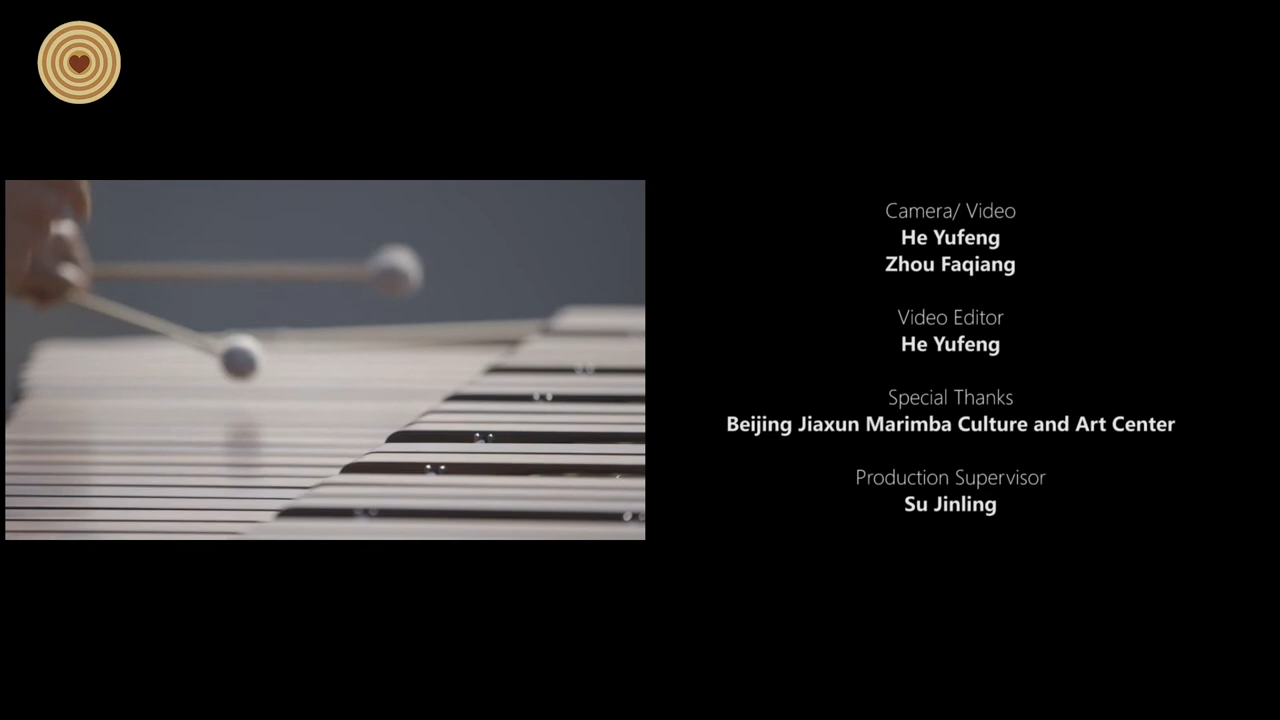 Camera/ Video
He Yufeng
Zhou Faqiang
Video Editor
He Yufeng
Special Thanks
Beijing Jiaxun Marimba Culture and Art Center
Production Supervisor
Su Jinling